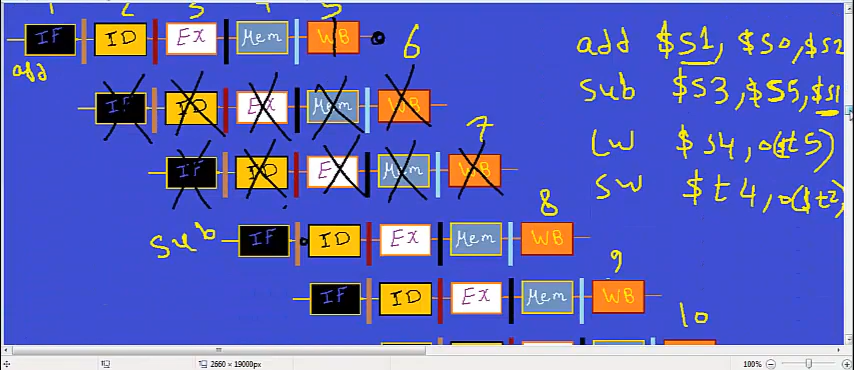 1 2 3 4 5
IF ID EX Mem WB 6 add $S1, $S0, $S2
add
IF ID EX Mem WB sub $S3, $S5, $S1
7 Lw $S4, 0($t5)
IF ID EX Mem WB
Sw $t4, 0($t2)
8
Sub IF ID EX Mem WB
9
IF ID EX Mem WB
10
2660 × 19000px 100%